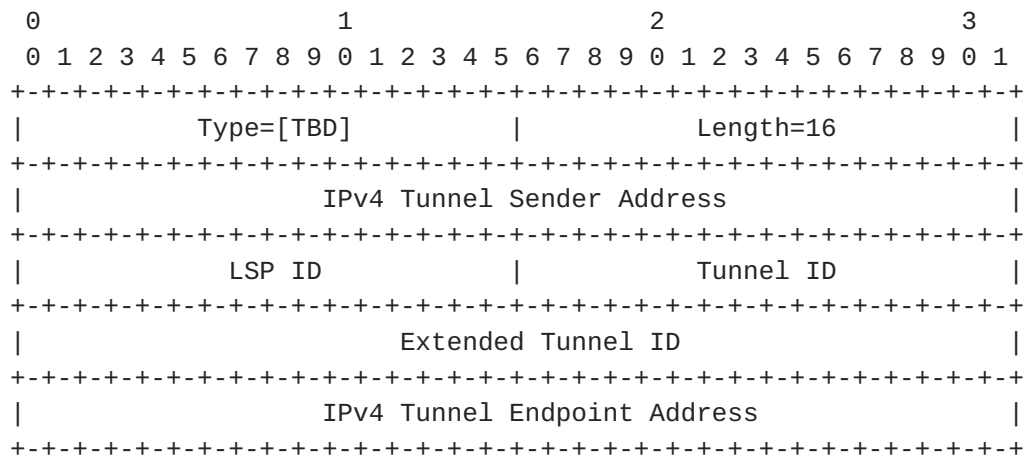 0                   1                   2                   3
 0 1 2 3 4 5 6 7 8 9 0 1 2 3 4 5 6 7 8 9 0 1 2 3 4 5 6 7 8 9 0 1
+-+-+-+-+-+-+-+-+-+-+-+-+-+-+-+-+-+-+-+-+-+-+-+-+-+-+-+-+-+-+-+-+
|           Type=[TBD]          |           Length=16           |
+-+-+-+-+-+-+-+-+-+-+-+-+-+-+-+-+-+-+-+-+-+-+-+-+-+-+-+-+-+-+-+-+
|                   IPv4 Tunnel Sender Address                  |
+-+-+-+-+-+-+-+-+-+-+-+-+-+-+-+-+-+-+-+-+-+-+-+-+-+-+-+-+-+-+-+-+
|             LSP ID            |           Tunnel ID           |
+-+-+-+-+-+-+-+-+-+-+-+-+-+-+-+-+-+-+-+-+-+-+-+-+-+-+-+-+-+-+-+-+
|                        Extended Tunnel ID                     |
+-+-+-+-+-+-+-+-+-+-+-+-+-+-+-+-+-+-+-+-+-+-+-+-+-+-+-+-+-+-+-+-+
|                   IPv4 Tunnel Endpoint Address                |
+-+-+-+-+-+-+-+-+-+-+-+-+-+-+-+-+-+-+-+-+-+-+-+-+-+-+-+-+-+-+-+-+